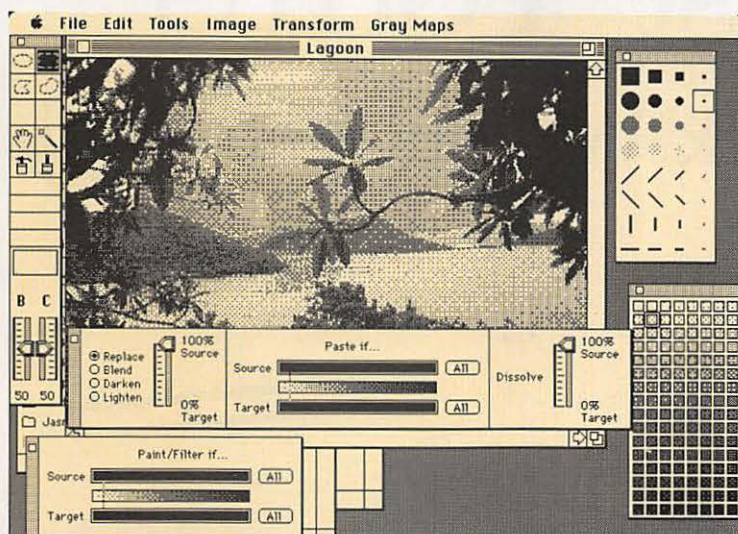 File Edit Tools Image Transform Gray Maps
Lagoon
B C
50 50
Replace
Blend
Darken
Lighten
100%
Source
0%
Target
Paste if...
Source All
Target All
Dissolve
100%
Source
0%
Target
Paint/Filter if...
Source All
Target All